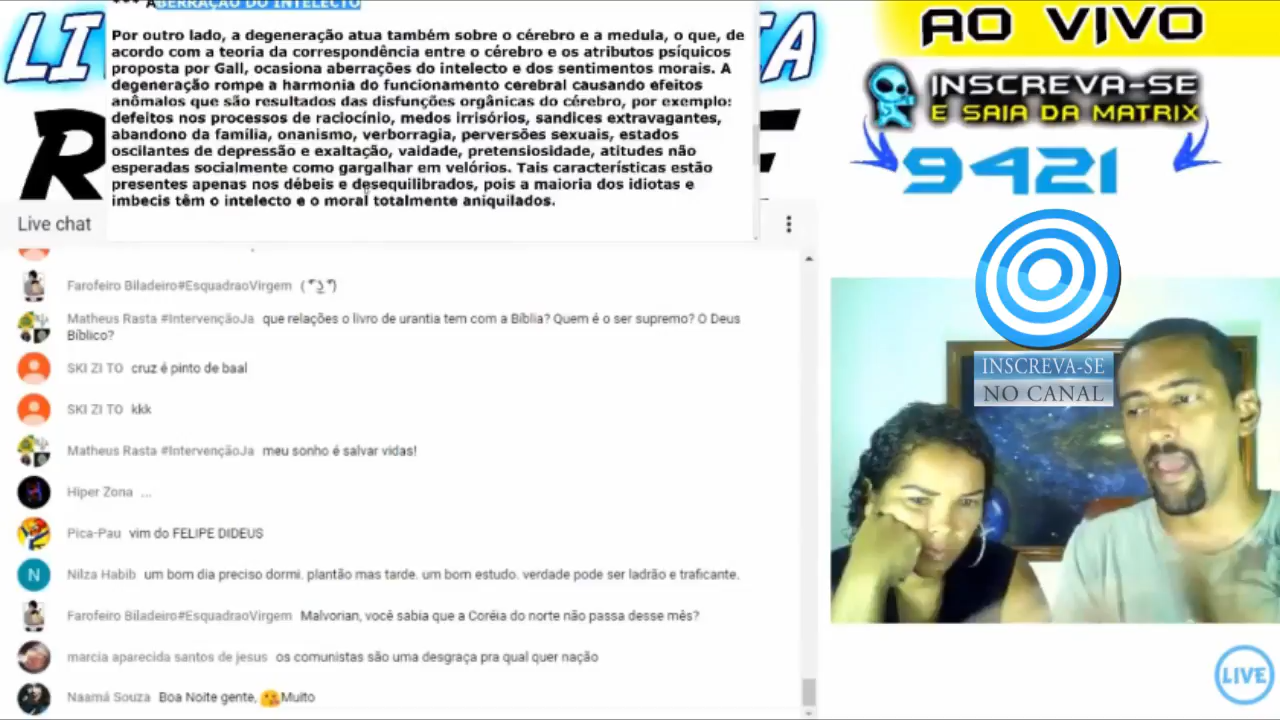 *** ABERRAÇÃO DO INTELECTO
Por outro lado, a degeneração atua também sobre o cérebro e a medula, o que, de
acordo com a teoria da correspondência entre o cérebro e os atributos psíquicos
proposta por Gall, ocasiona aberrações do intelecto e dos sentimentos morais. A
degeneração rompe a harmonia do funcionamento cerebral causando efeitos
anômalos que são resultados das disfunções orgânicas do cérebro, por exemplo:
defeitos nos processos de raciocínio, medos irrisórios, sandices extravagantes,
abandono da família, onanismo, verborragia, perversões sexuais, estados
oscilantes de depressão e exaltação, vaidade, pretensiosidade, atitudes não
esperadas socialmente como gargalhar em velórios. Tais características estão
presentes apenas nos débeis e desequilibrados, pois a maioria dos idiotas e
imbecis têm o intelecto e o moral totalmente aniquilados.
AO VIVO
INSCREVA-SE
E SAIA DA MATRIX
9421
Live chat
Farofeiro Biladeiro#EsquadraoVirgem ( ͡° ͜ʖ ͡°)
Matheus Rasta #IntervençãoJa que relações o livro de urantia tem com a Bíblia? Quem é o ser supremo? O Deus
Bíblico?
SKI ZI TO cruz é pinto de baal
SKI ZI TO kkk
Matheus Rasta #IntervençãoJa meu sonho é salvar vidas!
Hiper Zona ...
Pica-Pau vim do FELIPE DIDEUS
N Nilza Habib um bom dia preciso dormi. plantão mas tarde. um bom estudo. verdade pode ser ladrão e traficante.
Farofeiro Biladeiro#EsquadraoVirgem Malvorian, você sabia que a Coréia do norte não passa desse mês?
marcia aparecida santos de jesus os comunistas são uma desgraça pra qual quer nação
Naamá Souza Boa Noite gente, 😘Muito
INSCREVA-SE
NO CANAL
LIVE